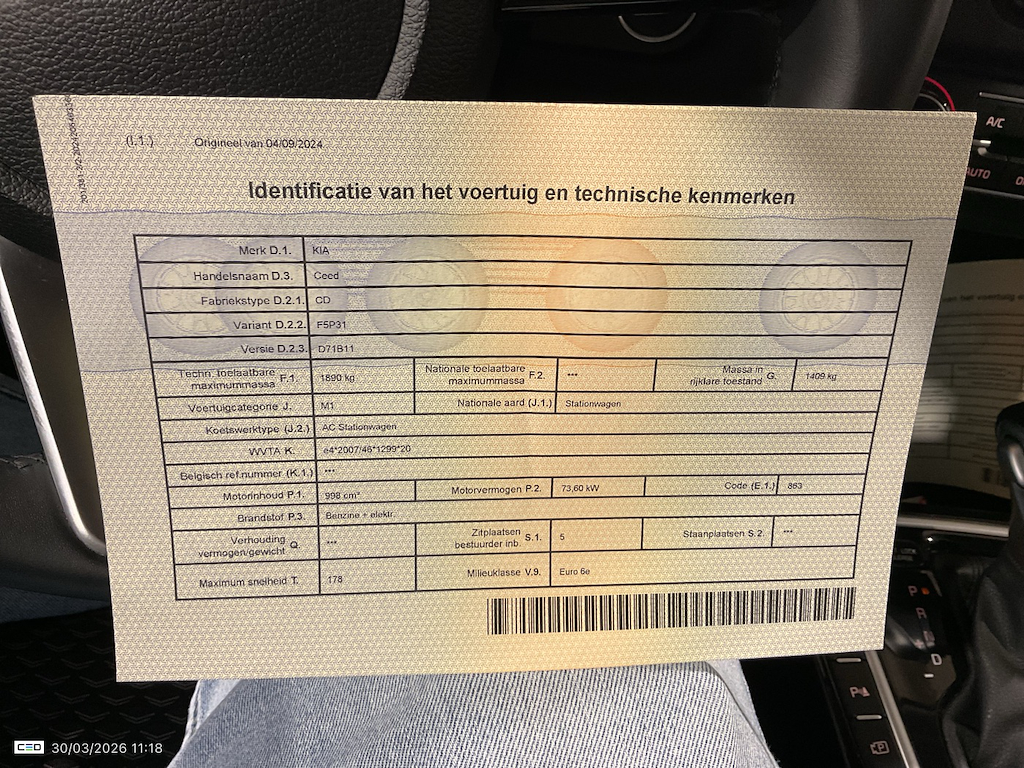 (I.1.) Origineel van 04/09/2024
Identificatie van het voertuig en technische kenmerken
Merk D.1. KIA
Handelsnaam D.3. Ceed
Fabriekstype D.2.1. CD
Variant D.2.2. F5P31
Versie D.2.3. D71B11
Techn. toelaatbare maximummassa F.1. 1890 kg Nationale toelaatbare maximummassa F.2. *** Massa in rijklare toestand G. 1409 kg
Voertuigcategorie J. M1 Nationale aard (J.1.) Stationwagen
Koetswerktype (J.2.) AC Stationwagen
WVTA K. e4*2007/46*1299*20
Belgisch ref.nummer (K.1.) ***
Motorinhoud P.1. 998 cm³ Motorvermogen P.2. 73,60 kW Code (E.1.) 863
Brandstof P.3. Benzine + elektr.
Verhouding vermogen/gewicht Q. *** Zitplaatsen bestuurder inb. S.1. 5 Staanplaatsen S.2. ***
Maximum snelheid T. 178 Milieuklasse V.9. Euro 6e
A/C
AUTO
P
R
N
D
P
CEO 30/03/2026 11:18